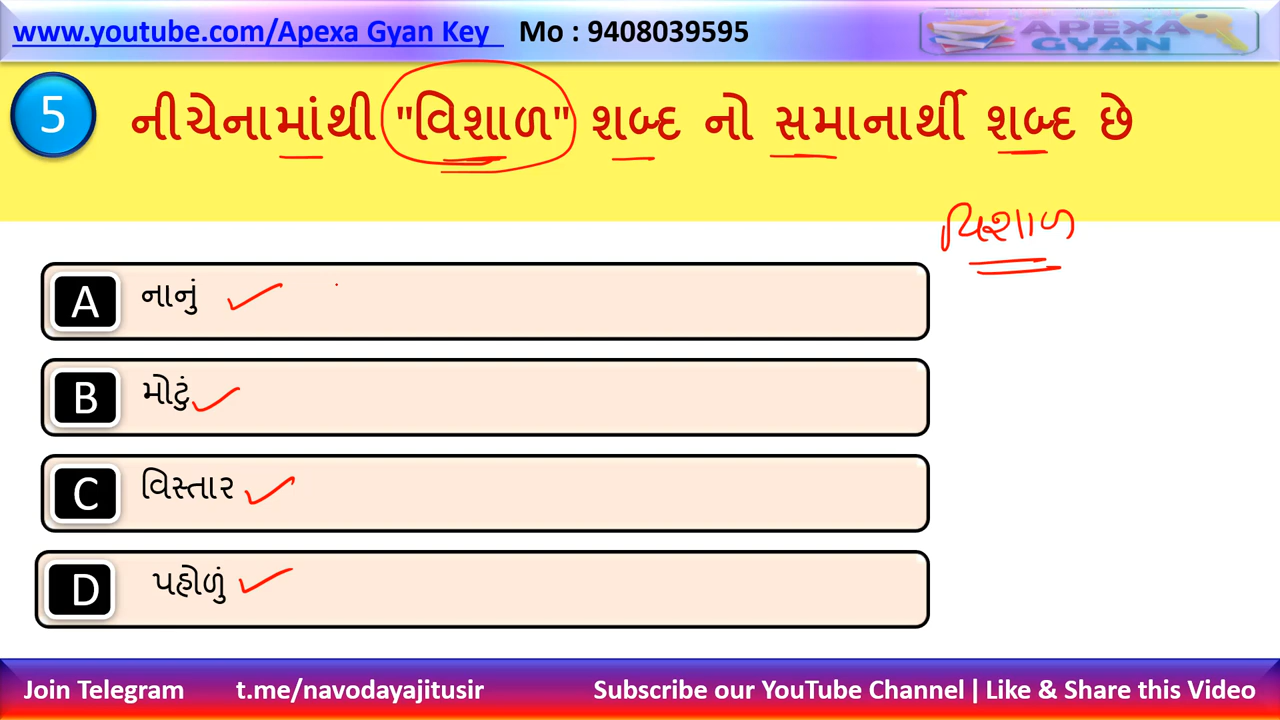 www.youtube.com/Apexa Gyan Key Mo : 9408039595
APEXA
GYAN
5 નીચેનામાંથી "વિશાળ" શબ્દ નો સમાનાર્થી શબ્દ છે
વિશાળ
A નાનું
B મોટું
C વિસ્તાર
D પહોળું
Join Telegram t.me/navodayajitusir Subscribe our YouTube Channel | Like & Share this Video